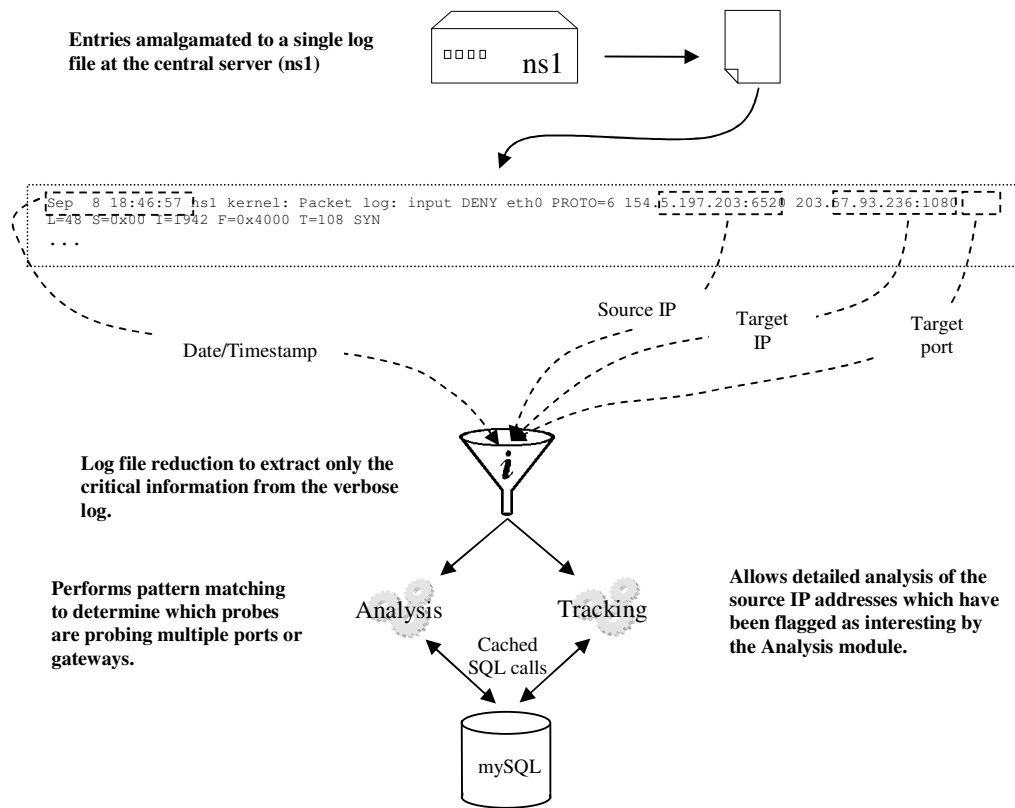 Entries amalgamated to a single log
file at the central server (ns1)
ns1
Sep  8 18:46:57 ns1 kernel: Packet log: input DENY eth0 PROTO=6 154.5.197.203:6520 203.67.93.236:1080
L=48 S=0x00 I=1942 F=0x4000 T=108 SYN
...
Source IP
Target
IP
Target
port
Date/Timestamp
i
Log file reduction to extract only the
critical information from the verbose
log.
Performs pattern matching
to determine which probes
are probing multiple ports or
gateways.
Analysis
Tracking
Allows detailed analysis of the
source IP addresses which have
been flagged as interesting by
the Analysis module.
Cached
SQL calls
mySQL